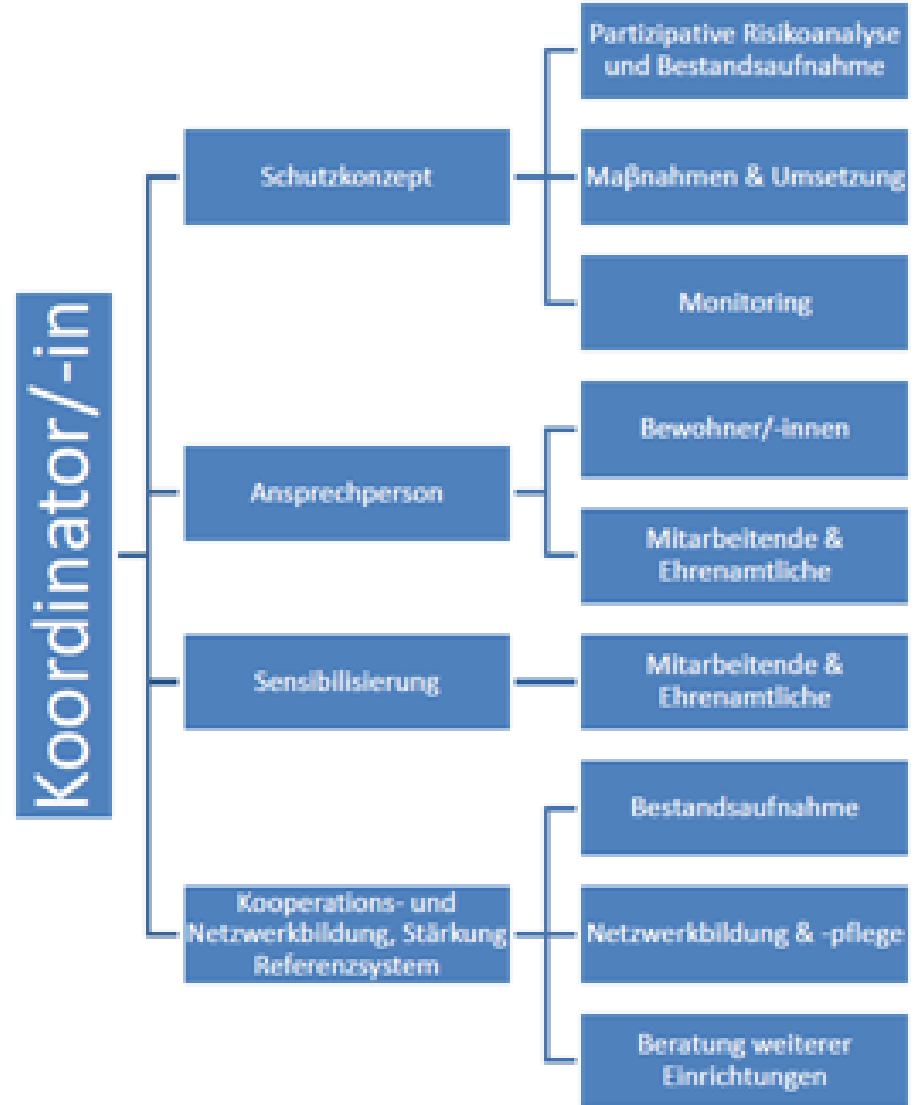 Koordinator/-in
Schutzkonzept
Partizipative Risikoanalyse
und Bestandsaufnahme
Maβnahmen & Umsetzung
Monitoring
Ansprechperson
Bewohner/-innen
Mitarbeitende &
Ehrenamtliche
Sensibilisierung
Mitarbeitende &
Ehrenamtliche
Kooperations- und
Netzwerkbildung, Stärkung
Referenzsystem
Bestandsaufnahme
Netzwerkbildung & -pflege
Beratung weiterer
Einrichtungen